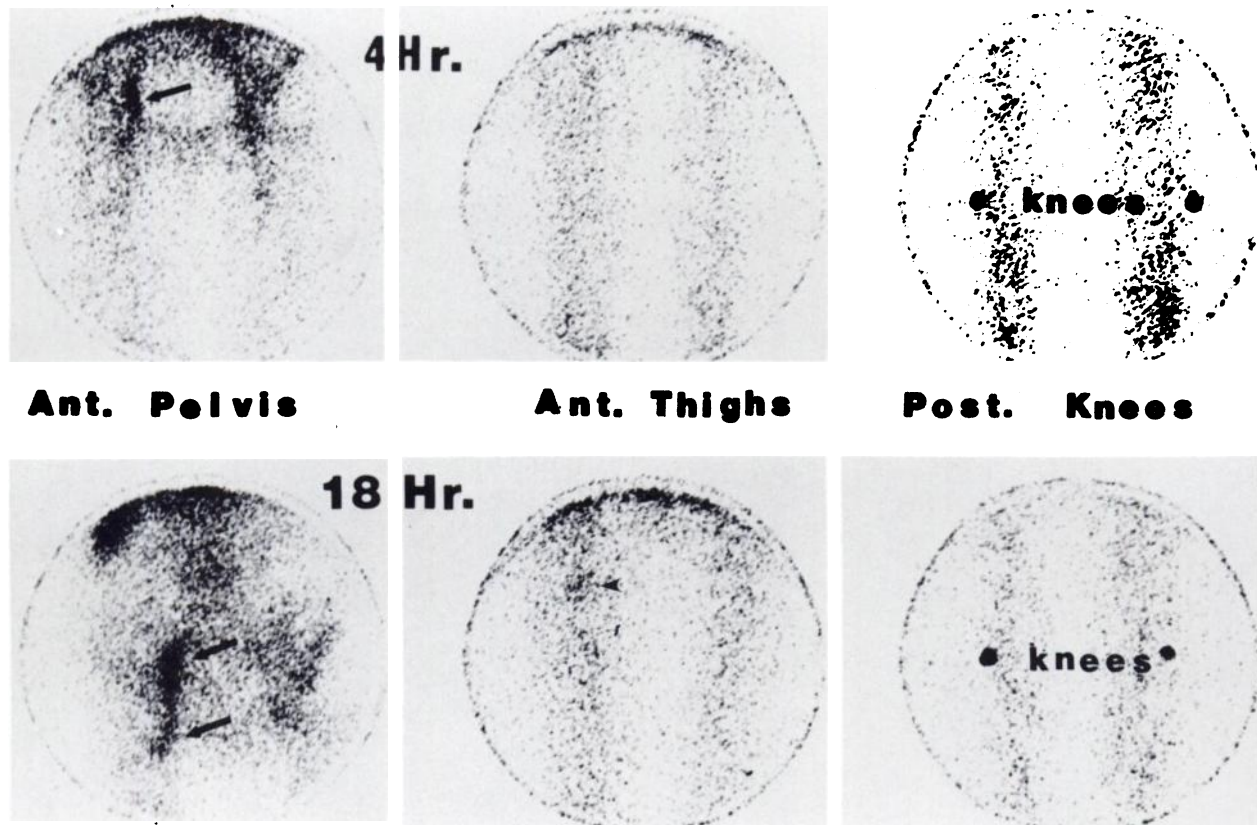 4 Hr.
knees
Ant. Pelvis
Ant. Thighs
Post. Knees
18 Hr.
knees